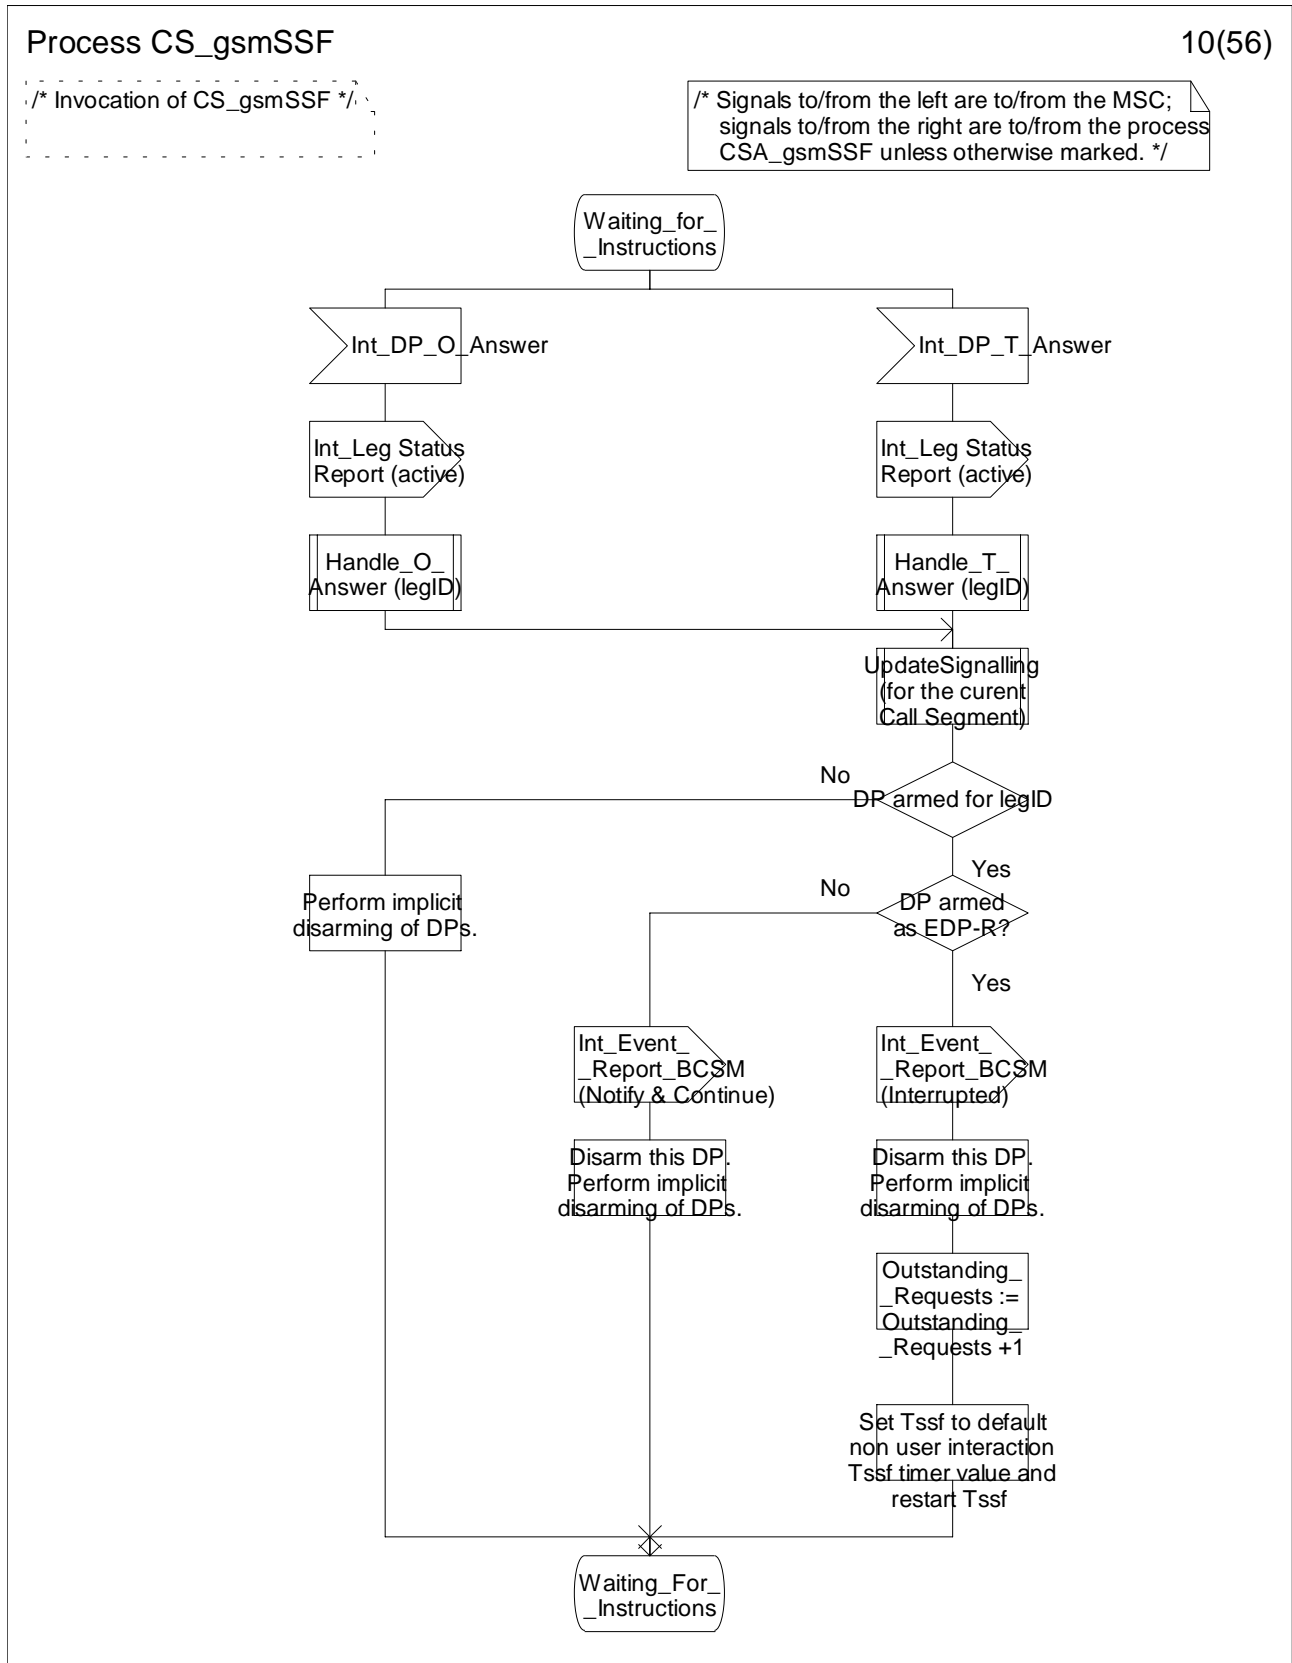 Process CS_gsmSSF
10(56)
/* Invocation of CS_gsmSSF */
/* Signals to/from the left are to/from the MSC;
signals to/from the right are to/from the process
CSA_gsmSSF unless otherwise marked. */
Waiting_for_
_Instructions
Int_DP_O_Answer
Int_DP_T_Answer
Int_Leg Status
Report (active)
Int_Leg Status
Report (active)
Handle_O_
Answer (legID)
Handle_T_
Answer (legID)
UpdateSignalling
(for the curent
Call Segment)
No
DP armed for legID
Yes
Perform implicit
disarming of DPs.
No
DP armed
as EDP-R?
Yes
Int_Event_
_Report_BCSM
(Notify & Continue)
Int_Event_
_Report_BCSM
(Interrupted)
Disarm this DP.
Perform implicit
disarming of DPs.
Disarm this DP.
Perform implicit
disarming of DPs.
Outstanding_
_Requests :=
Outstanding_
_Requests +1
Set Tssf to default
non user interaction
Tssf timer value and
restart Tssf
Waiting_For_
_Instructions